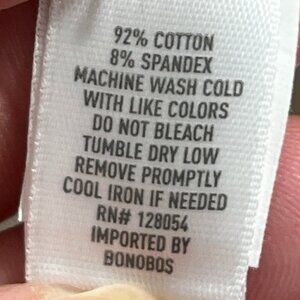 92% COTTON
8% SPANDEX
MACHINE WASH COLD
WITH LIKE COLORS
DO NOT BLEACH
TUMBLE DRY LOW
REMOVE PROMPTLY
COOL IRON IF NEEDED
RN# 128054
IMPORTED BY
BONOBOS